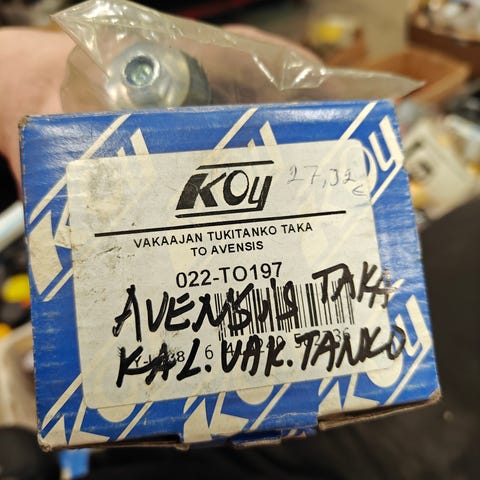 KOy
27,32 €
VAKAAJAN TUKITANKO TAKA
TO AVENSIS
022-TO197
AVENSIS TAKA
KAL. VAK. TANKO